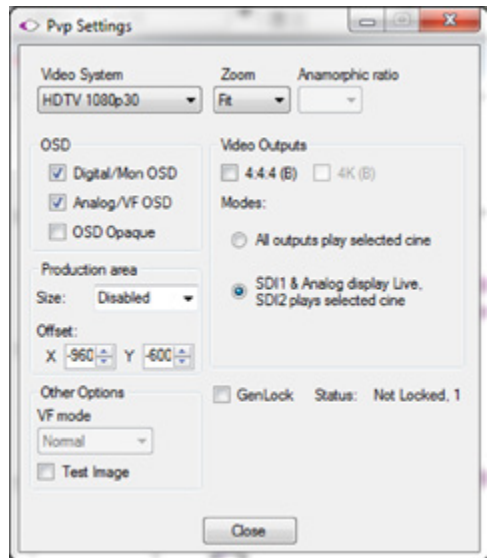 Pvp Settings
Video System
HDTV 1080p30
Zoom
Fit
Anamorphic ratio
OSD
Digital/Mon OSD
Analog/VF OSD
OSD Opaque
Production area
Size: Disabled
Offset:
X -960 Y -600
Other Options
VF mode
Normal
Test Image
Video Outputs
4:4:4 (B) 4K (B)
Modes:
All outputs play selected cine
SDI1 & Analog display Live,
SDI2 plays selected cine
GenLock Status: Not Locked, 1
Close